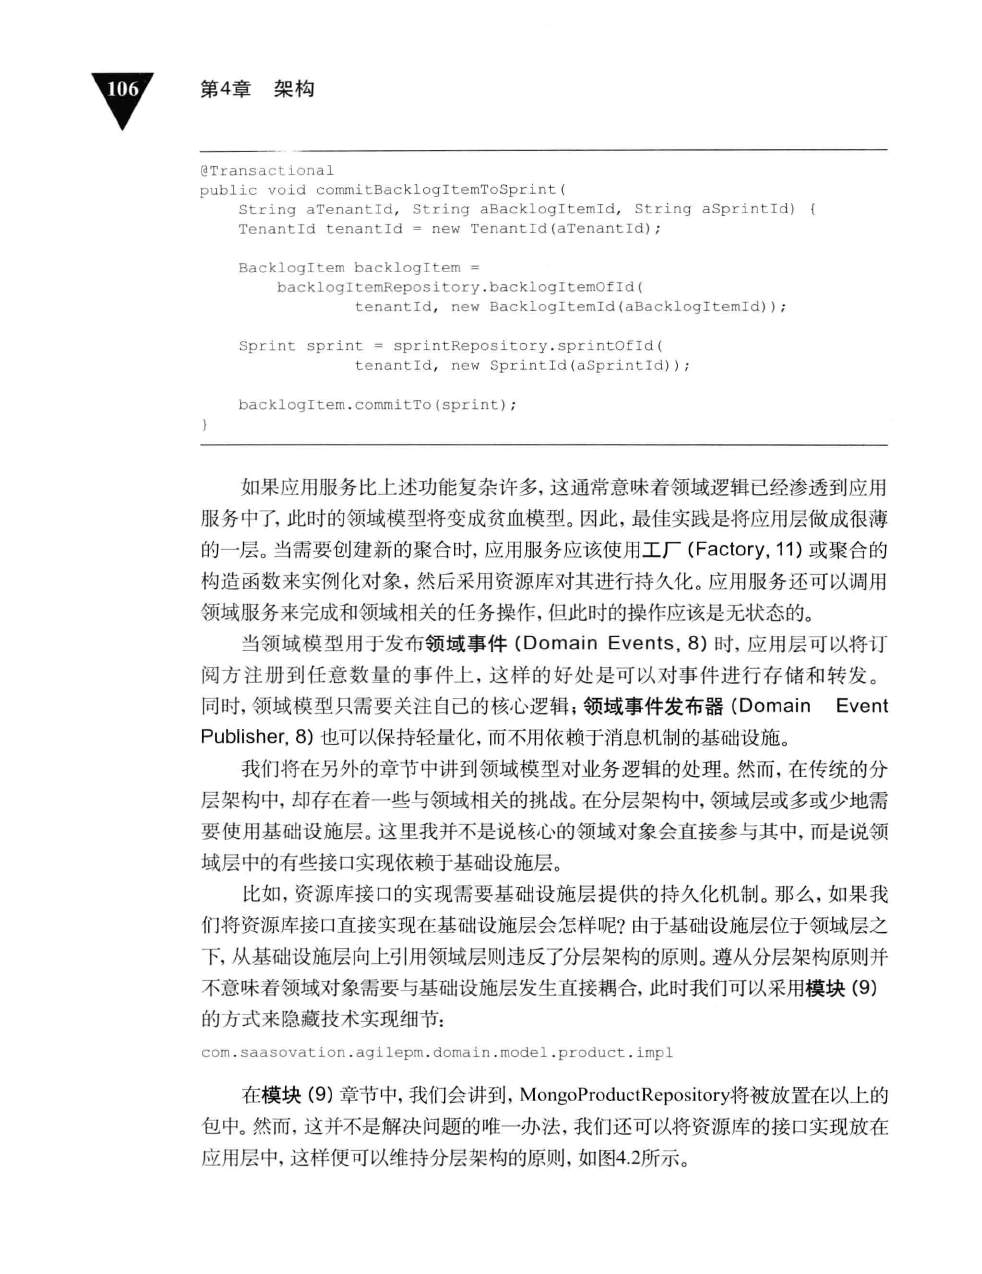 106
第4章 架构
@Transactional
public void commitBacklogItemToSprint(
    String aTenantId, String aBacklogItemId, String aSprintId) {
    TenantId tenantId = new TenantId(aTenantId);
    BacklogItem backlogItem =
        backlogItemRepository.backlogItemOfId(
                tenantId, new BacklogItemId(aBacklogItemId));
    Sprint sprint = sprintRepository.sprintOfId(
                tenantId, new SprintId(aSprintId));
    backlogItem.commitTo(sprint);
}
如果应用服务比上述功能复杂许多，这通常意味着领域逻辑已经渗透到应用
服务中了，此时的领域模型将变成贫血模型。因此，最佳实践是将应用层做成很薄
的一层。当需要创建新的聚合时，应用服务应该使用工厂 (Factory, 11) 或聚合的
构造函数来实例化对象，然后采用资源库对其进行持久化。应用服务还可以调用
领域服务来完成和领域相关的任务操作，但此时的操作应该是无状态的。
当领域模型用于发布领域事件 (Domain Events, 8) 时，应用层可以将订
阅方注册到任意数量的事件上，这样的好处是可以对事件进行存储和转发。
同时，领域模型只需要关注自己的核心逻辑；领域事件发布器 (Domain Event
Publisher, 8) 也可以保持轻量化，而不用依赖于消息机制的基础设施。
我们将在另外的章节中讲到领域模型对业务逻辑的处理。然而，在传统的分
层架构中，却存在着一些与领域相关的挑战。在分层架构中，领域层或多或少地需
要使用基础设施层。这里我并不是说核心的领域对象会直接参与其中，而是说领
域层中的有些接口实现依赖于基础设施层。
比如，资源库接口的实现需要基础设施层提供的持久化机制。那么，如果我
们将资源库接口直接实现在基础设施层会怎样呢？由于基础设施层位于领域层之
下，从基础设施层向上引用领域层则违反了分层架构的原则。遵从分层架构原则并
不意味着领域对象需要与基础设施层发生直接耦合，此时我们可以采用模块 (9)
的方式来隐藏技术实现细节：
com.saasovation.agilepm.domain.model.product.impl
在模块 (9) 章节中，我们会讲到，MongoProductRepository将被放置在以上的
包中。然而，这并不是解决问题的唯一办法，我们还可以将资源库的接口实现放在
应用层中，这样便可以维持分层架构的原则，如图4.2所示。